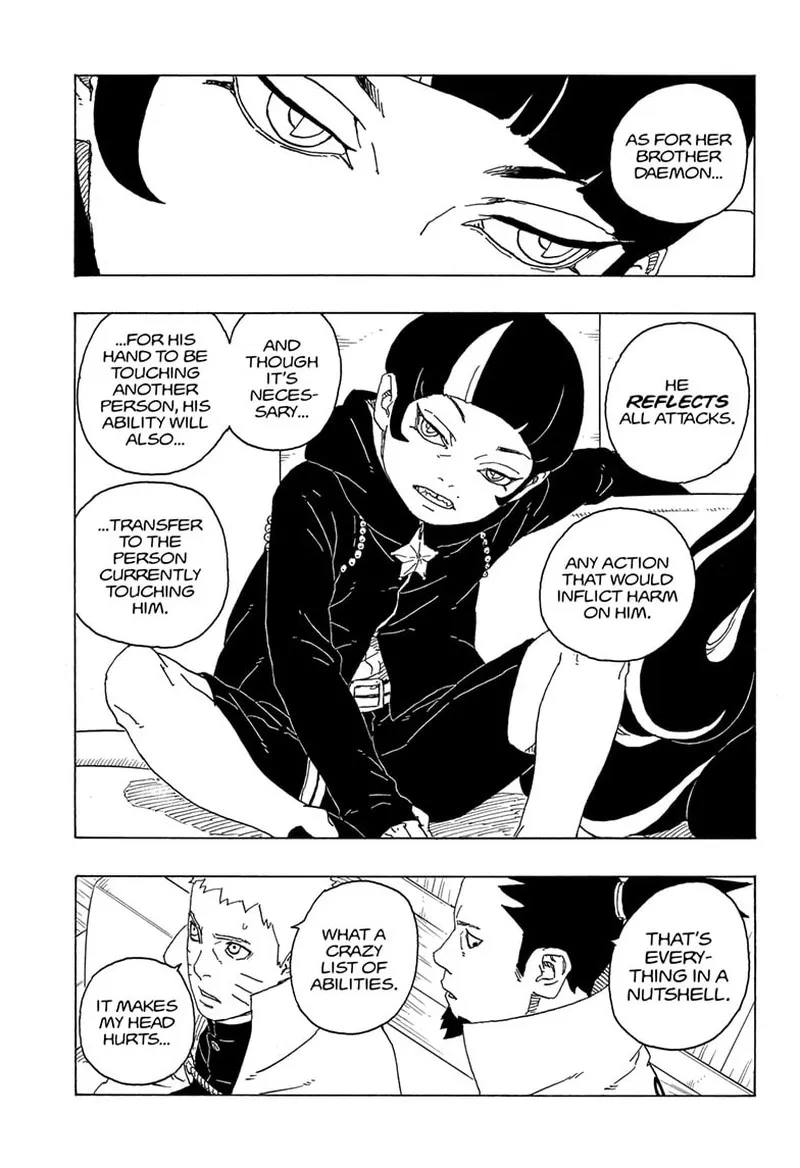 AS FOR HER
BROTHER
DAEMON...
HE
REFLECTS
ALL ATTACKS.
ANY ACTION
THAT WOULD
INFLICT HARM
ON HIM.
AND
THOUGH
IT'S
NECES-
SARY...
...FOR HIS
HAND TO BE
TOUCHING
ANOTHER
PERSON, HIS
ABILITY WILL
ALSO...
...TRANSFER
TO THE
PERSON
CURRENTLY
TOUCHING
HIM.
THAT'S
EVERY-
THING IN A
NUTSHELL.
WHAT A
CRAZY
LIST OF
ABILITIES.
IT MAKES
MY HEAD
HURTS...